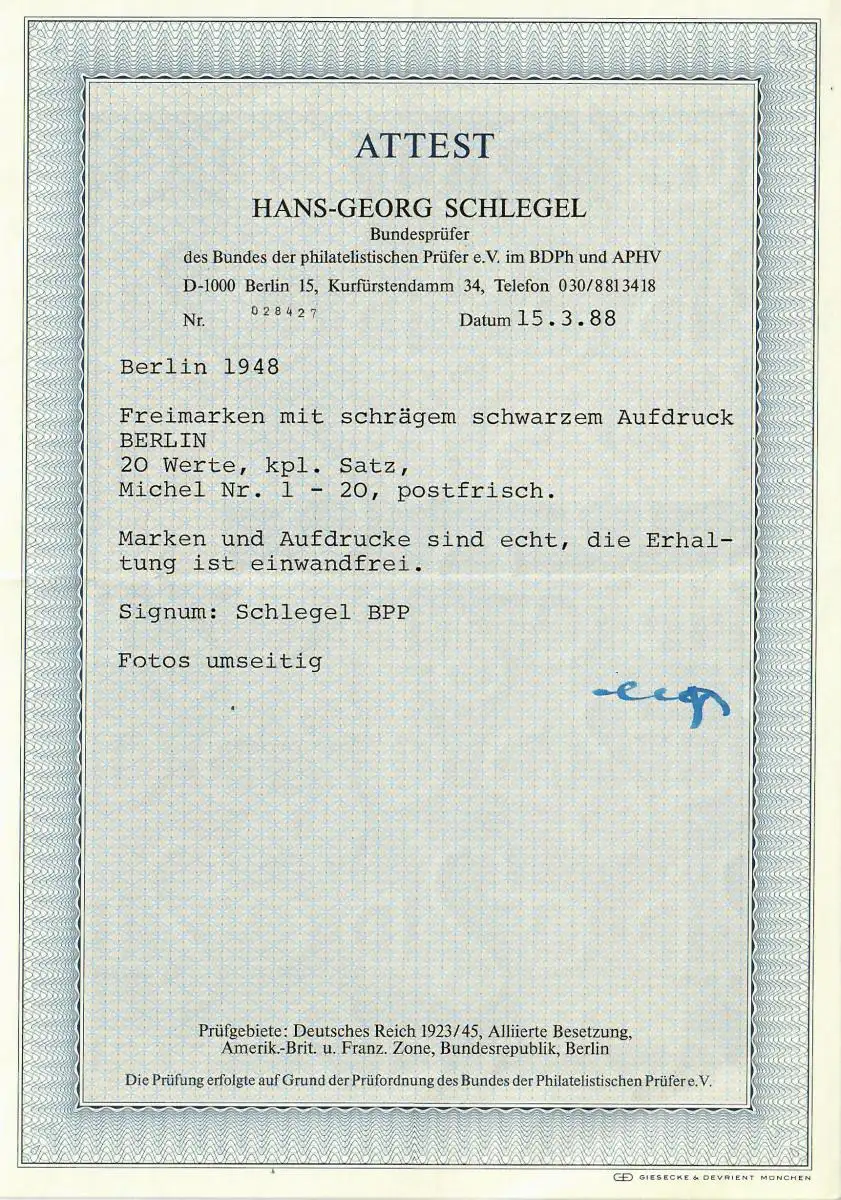 ATTEST
HANS-GEORG SCHLEGEL
Bundesprüfer
des Bundes der philatelistischen Prüfer e.V. im BDPh und APHV
D-1000 Berlin 15, Kurfürstendamm 34, Telefon 030/8813418
Nr. 028427 Datum 15.3.88
Berlin 1948
Freimarken mit schrägem schwarzem Aufdruck
BERLIN
20 Werte, kpl. Satz,
Michel Nr. 1 - 20, postfrisch.
Marken und Aufdrucke sind echt, die Erhal-
tung ist einwandfrei.
Signum: Schlegel BPP
Fotos umseitig
Prüfgebiete: Deutsches Reich 1923/45, Alliierte Besetzung,
Amerik.-Brit. u. Franz. Zone, Bundesrepublik, Berlin
Die Prüfung erfolgte auf Grund der Prüfordnung des Bundes der Philatelistischen Prüfer e.V.
GIESECKE & DEVRIENT MÜNCHEN